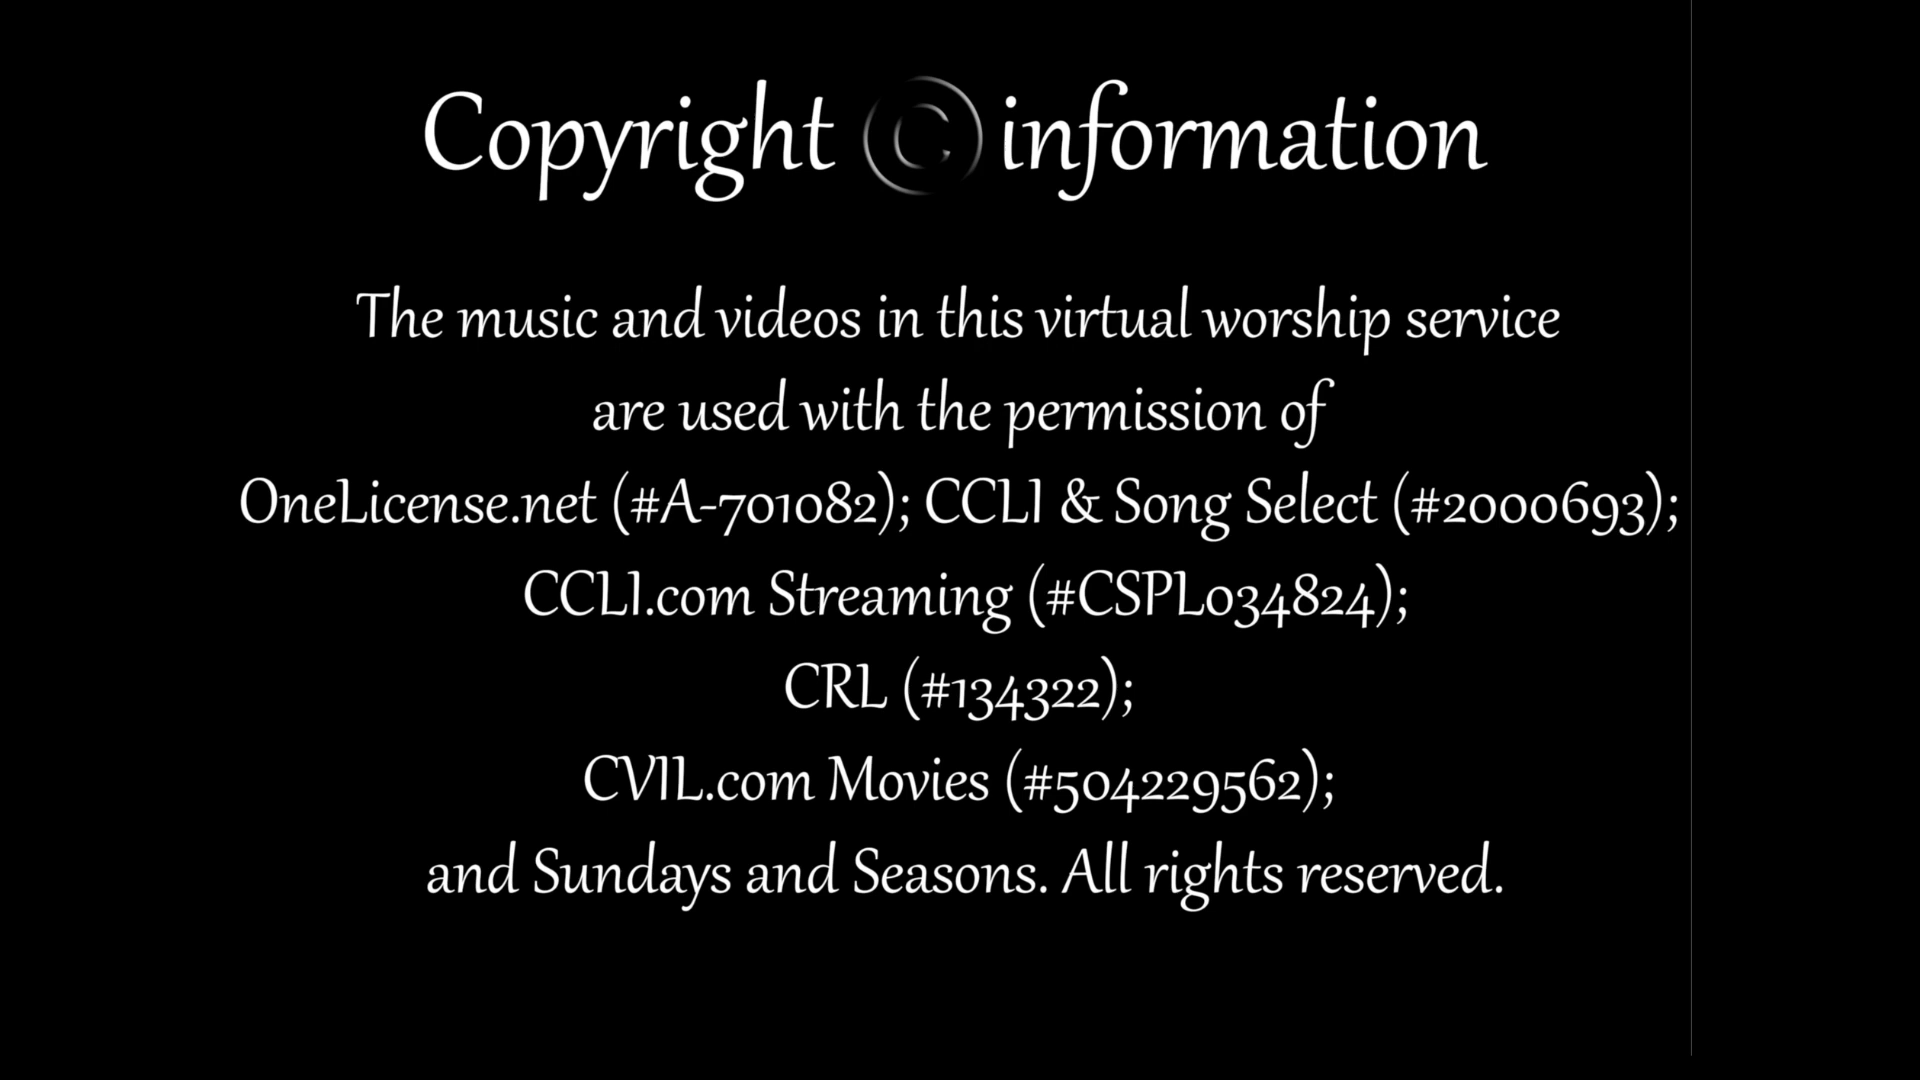 Copyright © information
The music and videos in this virtual worship service
are used with the permission of
OneLicense.net (#A-701082); CCLI & Song Select (#2000693);
CCLI.com Streaming (#CSPL034824);
CRL (#134322);
CVIL.com Movies (#504229562);
and Sundays and Seasons. All rights reserved.